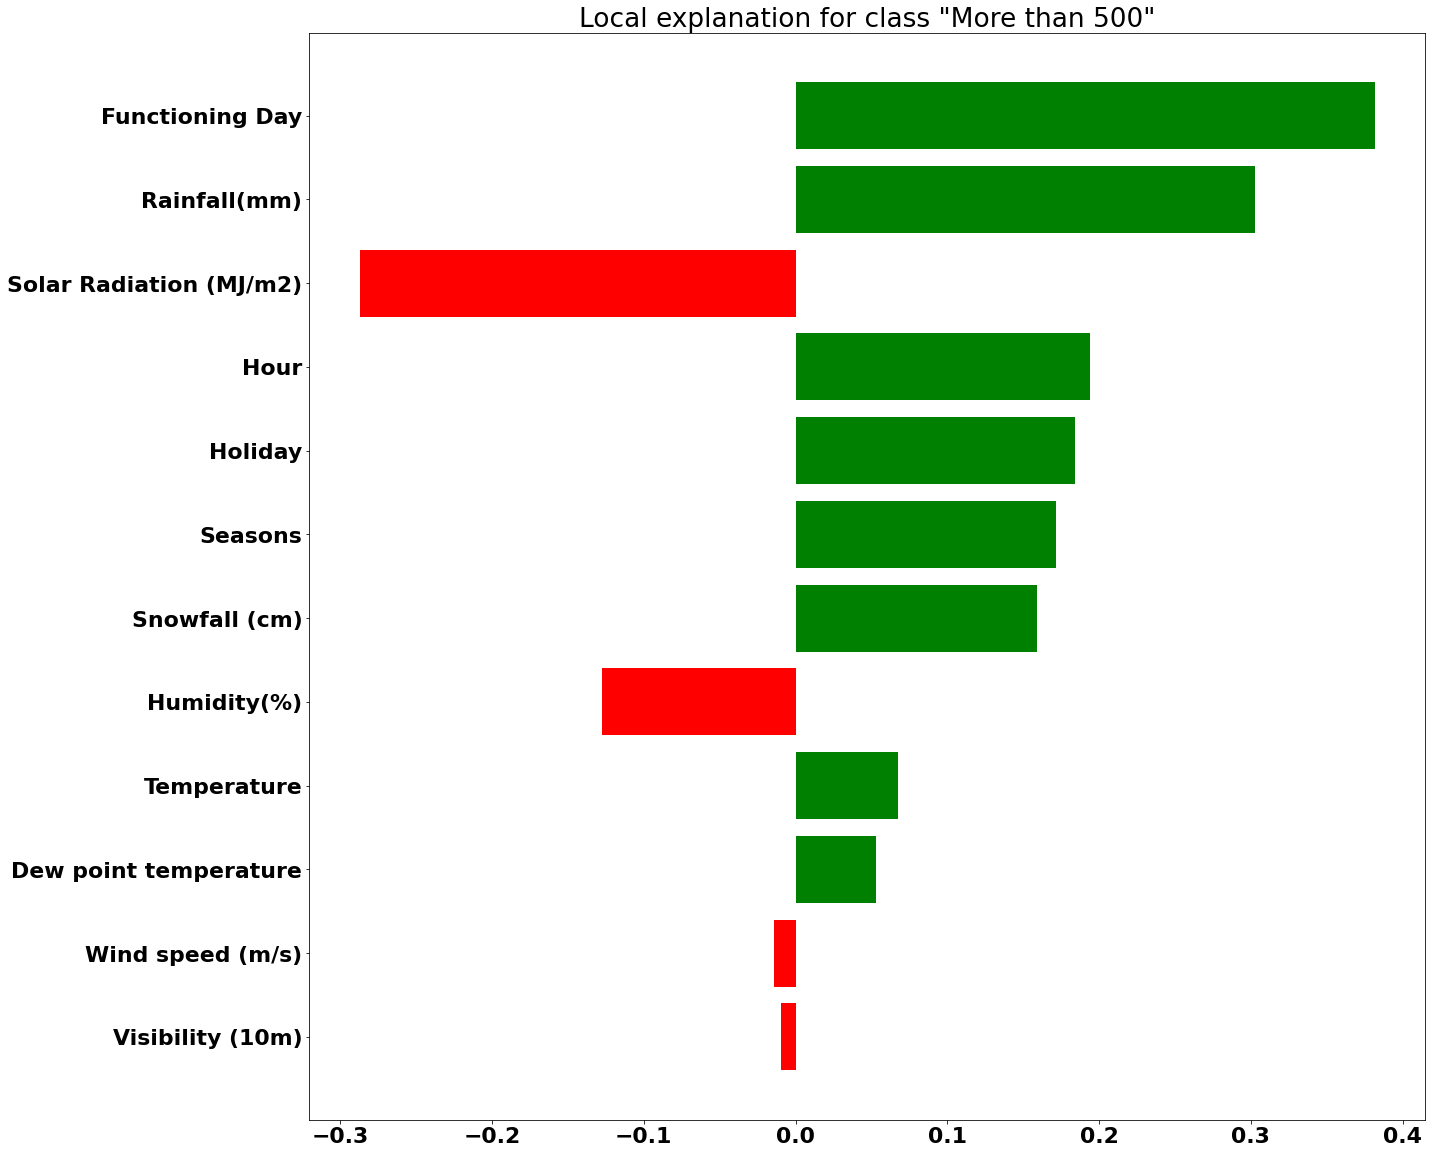 Local explanation for class "More than 500"
Functioning Day
Rainfall(mm)
Solar Radiation (MJ/m2)
Hour
Holiday
Seasons
Snowfall (cm)
Humidity(%)
Temperature
Dew point temperature
Wind speed (m/s)
Visibility (10m)
−0.3 −0.2 −0.1 0.0 0.1 0.2 0.3 0.4